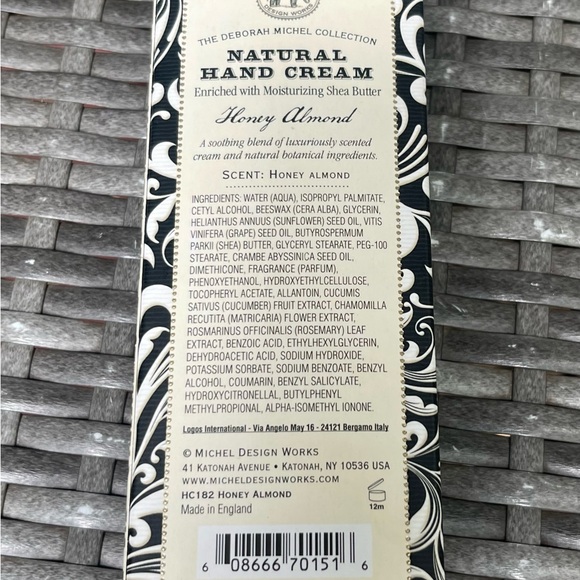 DESIGN WORKS
THE DEBORAH MICHEL COLLECTION
NATURAL
HAND CREAM
Enriched with Moisturizing Shea Butter
Honey Almond
A soothing blend of luxuriously scented
cream and natural botanical ingredients.
SCENT: HONEY ALMOND
INGREDIENTS: WATER (AQUA), ISOPROPYL PALMITATE,
CETYL ALCOHOL, BEESWAX (CERA ALBA), GLYCERIN,
HELIANTHUS ANNUUS (SUNFLOWER) SEED OIL, VITIS
VINIFERA (GRAPE) SEED OIL, BUTYROSPERMUM
PARKII (SHEA) BUTTER, GLYCERYL STEARATE, PEG-100
STEARATE, CRAMBE ABYSSINICA SEED OIL,
DIMETHICONE, FRAGRANCE (PARFUM),
PHENOXYETHANOL, HYDROXYETHYLCELLULOSE,
TOCOPHERYL ACETATE, ALLANTOIN, CUCUMIS
SATIVUS (CUCUMBER) FRUIT EXTRACT, CHAMOMILLA
RECUTITA (MATRICARIA) FLOWER EXTRACT,
ROSMARINUS OFFICINALIS (ROSEMARY) LEAF
EXTRACT, BENZOIC ACID, ETHYLHEXYLGLYCERIN,
DEHYDROACETIC ACID, SODIUM HYDROXIDE,
POTASSIUM SORBATE, SODIUM BENZOATE, BENZYL
ALCOHOL, COUMARIN, BENZYL SALICYLATE,
HYDROXYCITRONELLAL, BUTYLPHENYL
METHYLPROPIONAL, ALPHA-ISOMETHYL IONONE.
Logos International - Via Angelo May 16 - 24121 Bergamo Italy
© MICHEL DESIGN WORKS
41 KATONAH AVENUE • KATONAH, NY 10536 USA
WWW.MICHELDESIGNWORKS.COM
HC182 HONEY ALMOND
Made in England
12m
6 08666 70151 6